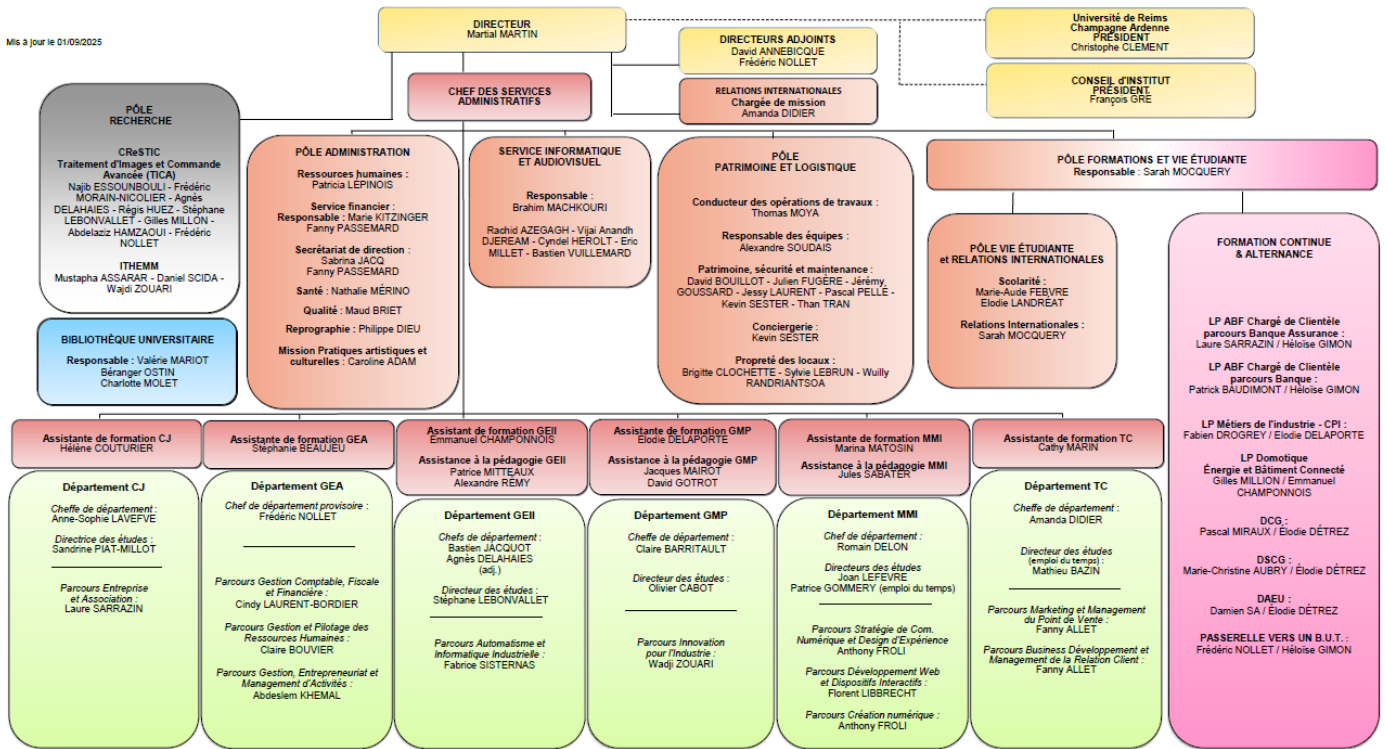 Mis à jour le 01/09/2025
DIRECTEUR
Martial MARTIN
DIRECTEURS ADJOINTS
David ANNEBICQUE
Frédéric NOLLET
Université de Reims
Champagne Ardenne
PRÉSIDENT
Christophe CLEMENT
CONSEIL d'INSTITUT
PRÉSIDENT
François GRE
CHEF DES SERVICES
ADMINISTRATIFS
RELATIONS INTERNATIONALES
Chargée de mission
Amanda DIDIER
PÔLE
RECHERCHE
CReSTIC
Traitement d'Images et Commande
Avancée (TICA)
Najib ESSOUNBOULI - Frédéric
MORAIN-NICOLIER - Agnès
DELAHAIES - Régis HUEZ - Stéphane
LEBONVALLET - Gilles MILLON -
Abdelaziz HAMZAOUI - Frédéric
NOLLET
ITHEMM
Mustapha ASSARAR - Daniel SCIDA -
Wajdi ZOUARI
BIBLIOTHÈQUE UNIVERSITAIRE
Responsable : Valérie MARIOT
Béranger OSTIN
Charlotte MOLET
PÔLE ADMINISTRATION
Ressources humaines :
Patricia LÉPINOIS
Service financier :
Responsable : Marie KITZINGER
Fanny PASSEMARD
Secrétariat de direction :
Sabrina JACQ
Fanny PASSEMARD
Santé : Nathalie MÉRINO
Qualité : Maud BRIET
Reprographie : Philippe DIEU
Mission Pratiques artistiques et
culturelles : Caroline ADAM
SERVICE INFORMATIQUE
ET AUDIOVISUEL
Responsable :
Brahim MACHKOURI
Rachid AZEGAGH - Vijai Anandh
DJEREAM - Cyndel HEROLT - Eric
MILLET - Bastien VUILLEMARD
PÔLE
PATRIMOINE ET LOGISTIQUE
Conducteur des opérations de travaux :
Thomas MOYA
Responsable des équipes :
Alexandre SOUDAIS
Patrimoine, sécurité et maintenance :
David BOUILLOT - Julien FUGÈRE - Jérémy
GOUSSARD - Jessy LAURENT - Pascal PELLÉ -
Kevin SESTER - Than TRAN
Conciergerie :
Kevin SESTER
Propreté des locaux :
Brigitte CLOCHETTE - Sylvie LEBRUN - Wuilly
RANDRIANTSOA
PÔLE FORMATIONS ET VIE ÉTUDIANTE
Responsable : Sarah MOCQUERY
PÔLE VIE ÉTUDIANTE
et RELATIONS INTERNATIONALES
Scolarité :
Marie-Aude FEBVRE
Elodie LANDRÉAT
Relations Internationales :
Sarah MOCQUERY
FORMATION CONTINUE
& ALTERNANCE
LP ABF Chargé de Clientèle
parcours Banque Assurance :
Laure SARRAZIN / Héloïse GIMON
LP ABF Chargé de Clientèle
parcours Banque :
Patrick BAUDIMONT / Héloïse GIMON
LP Métiers de l'industrie - CPI :
Fabien DROGREY / Elodie DELAPORTE
LP Domotique
Énergie et Bâtiment Connecté
Gilles MILLION / Emmanuel
CHAMPONNOIS
DCG :
Pascal MIRAUX / Élodie DÉTREZ
DSCG :
Marie-Christine AUBRY / Élodie DÉTREZ
DAEU :
Damien SA / Élodie DÉTREZ
PASSERELLE VERS UN B.U.T. :
Frédéric NOLLET / Héloïse GIMON
Assistante de formation CJ
Hélène COUTURIER
Département CJ
Cheffe de département :
Anne-Sophie LAVEFVE
Directrice des études :
Sandrine PIAT-MILLOT
Parcours Entreprise
et Association :
Laure SARRAZIN
Assistante de formation GEA
Stéphanie BEAUJEU
Département GEA
Chef de département provisoire :
Frédéric NOLLET
Parcours Gestion Comptable, Fiscale
et Financière :
Cindy LAURENT-BORDIER
Parcours Gestion et Pilotage des
Ressources Humaines :
Claire BOUVIER
Parcours Gestion, Entrepreneuriat et
Management d'Activités :
Abdeslem KHEMAL
Assistant de formation GEII
Emmanuel CHAMPONNOIS
Assistance à la pédagogie GEII
Patrice MITTEAUX
Alexandre REMY
Département GEII
Chefs de département :
Bastien JACQUOT
Agnès DELAHAIES
(adj.)
Directeur des études :
Stéphane LEBONVALLET
Parcours Automatisme et
Informatique Industrielle :
Fabrice SISTERNAS
Assistante de formation GMP
Élodie DELAPORTE
Assistance à la pédagogie GMP
Jacques MAIROT
David GOTROT
Département GMP
Cheffe de département :
Claire BARRITAULT
Directeur des études :
Olivier CABOT
Parcours Innovation
pour l'Industrie :
Wadji ZOUARI
Assistante de formation MMI
Marina MATOSIN
Assistance à la pédagogie MMI
Jules SABATER
Département MMI
Chef de département :
Romain DELON
Directeurs des études
Joan LEFEVRE
Patrice GOMMERY (emploi du temps)
Parcours Stratégie de Com.
Numérique et Design d'Expérience
Anthony FROLI
Parcours Développement Web
et Dispositifs Interactifs :
Florent LIBBRECHT
Parcours Création numérique :
Anthony FROLI
Assistante de formation TC
Cathy MARIN
Département TC
Cheffe de département :
Amanda DIDIER
Directeur des études
(emploi du temps) :
Mathieu BAZIN
Parcours Marketing et Management
du Point de Vente :
Fanny ALLET
Parcours Business Développement et
Management de la Relation Client :
Fanny ALLET